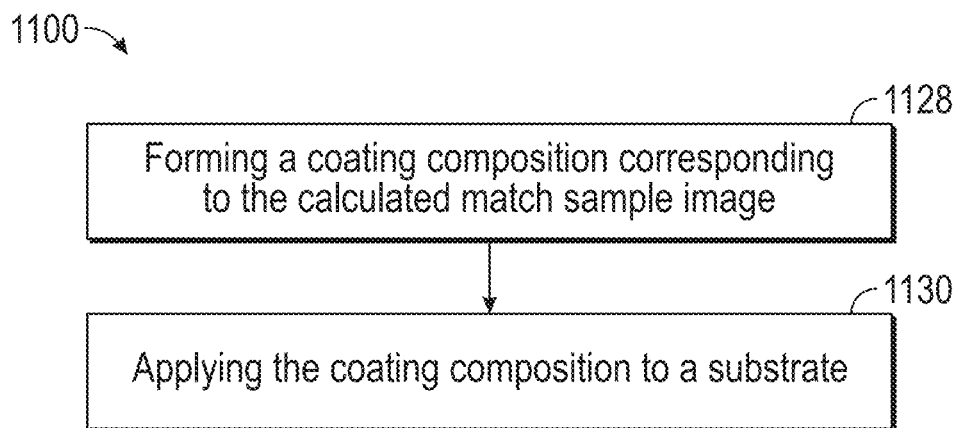 1100
1128
Forming a coating composition corresponding
to the calculated match sample image
1130
Applying the coating composition to a substrate